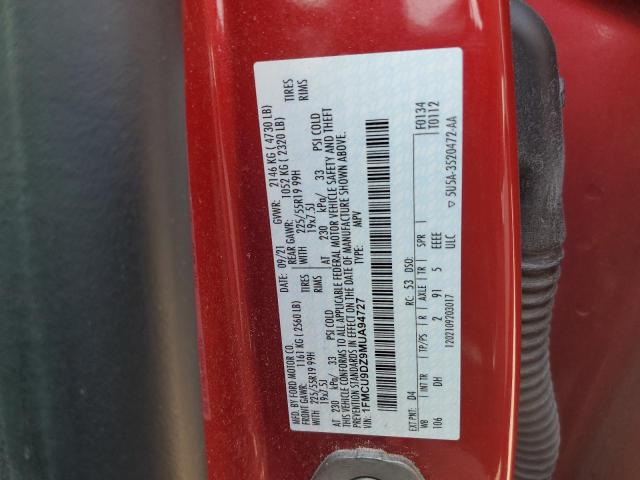 MFD. BY FORD MOTOR CO.
DATE: 09/21 GVWR: 2146 KG ( 4730 LB)
FRONT GAWR: 1161 KG (2560 LB) REAR GAWR: 1052 KG ( 2320 LB)
WITH 225/55R19 99H TIRES WITH 225/55R19 99H TIRES
19x7.5J RIMS 19x7.5J RIMS
AT 230 kPa/ 33 PSI COLD AT 230 kPa/ 33 PSI COLD
THIS VEHICLE CONFORMS TO ALL APPLICABLE FEDERAL MOTOR VEHICLE SAFETY AND THEFT
PREVENTION STANDARDS IN EFFECT ON THE DATE OF MANUFACTURE SHOWN ABOVE.
VIN: 1FMCU9DZ9MUA94727 TYPE: MPV
F0134
T0112
EXT PNT: D4 RC: 53 DSO:
WB INT TR TP/PS R AXLE TR SPR
106 DH 2 91 5 EEEE
ULC
1202109202017
5U5A-3520472-AA